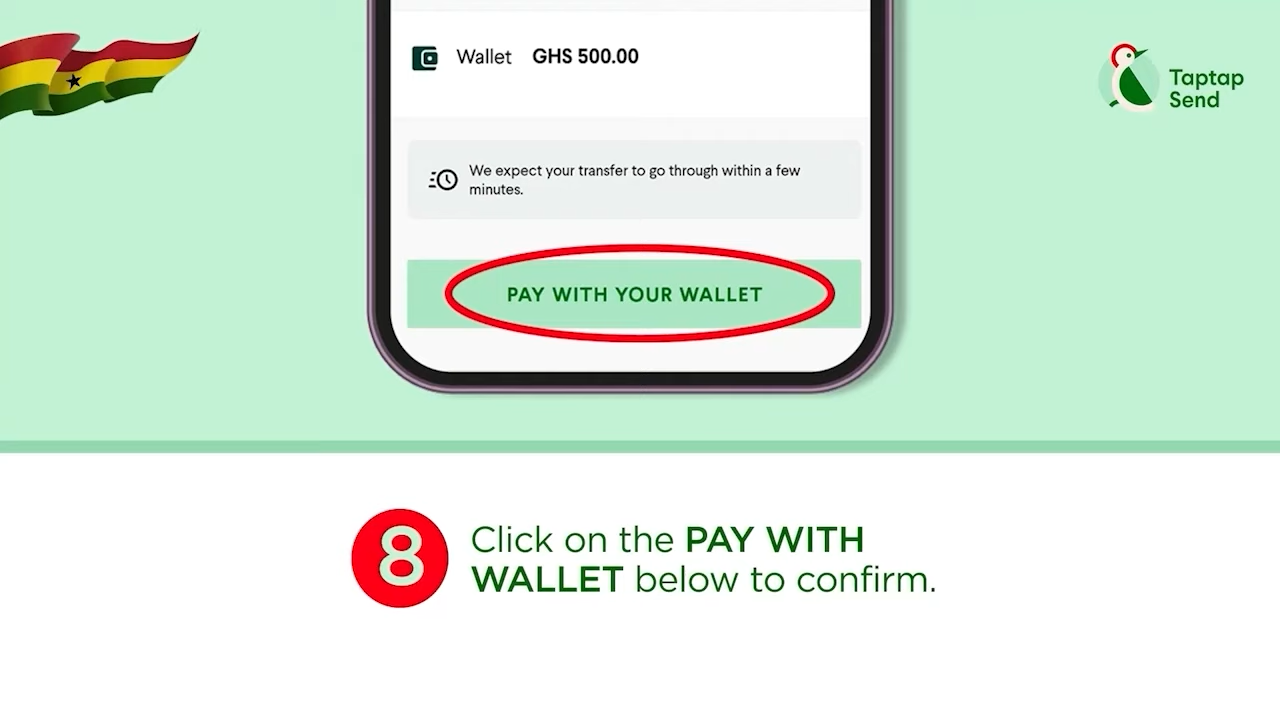 Wallet GHS 500.00
Taptap
Send
We expect your transfer to go through within a few
minutes.
PAY WITH YOUR WALLET
8
Click on the PAY WITH
WALLET below to confirm.